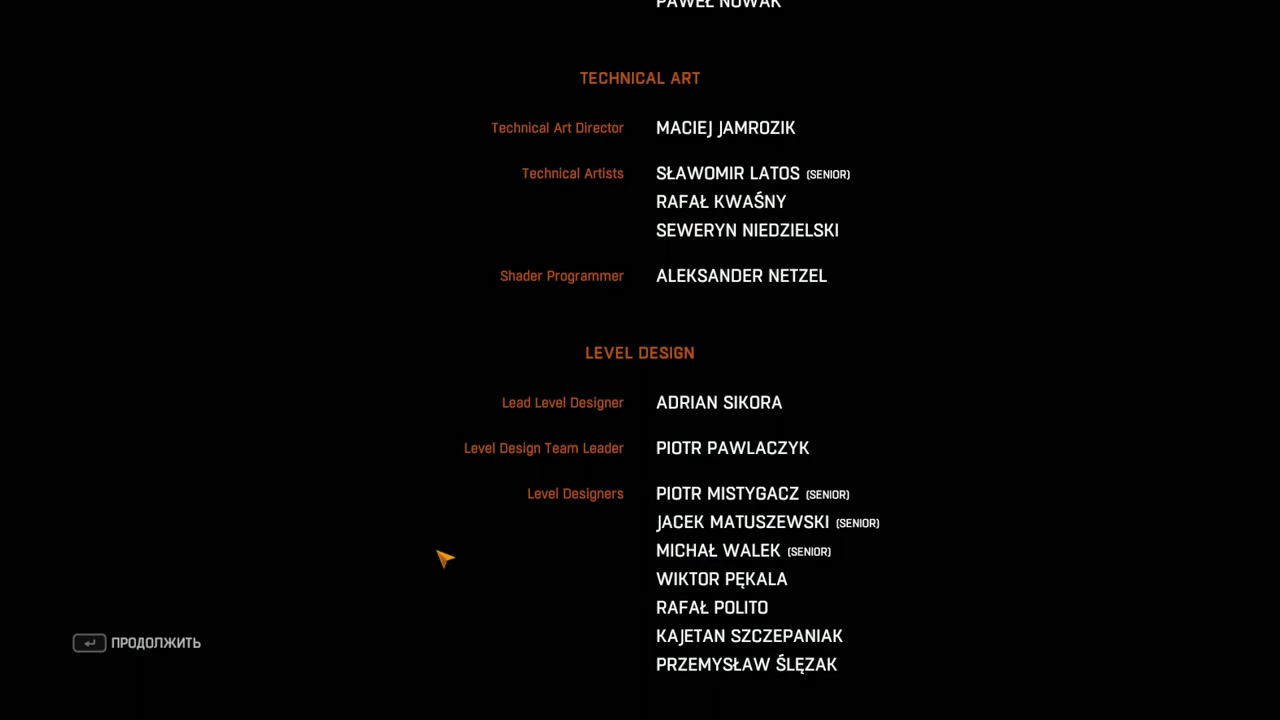 PAWEŁ NOWAK
TECHNICAL ART
Technical Art Director MACIEJ JAMROZIK
Technical Artists SŁAWOMIR LATOS (SENIOR)
RAFAŁ KWAŚNY
SEWERYN NIEDZIELSKI
Shader Programmer ALEKSANDER NETZEL
LEVEL DESIGN
Lead Level Designer ADRIAN SIKORA
Level Design Team Leader PIOTR PAWLACZYK
Level Designers PIOTR MISTYGACZ (SENIOR)
JACEK MATUSZEWSKI (SENIOR)
MICHAŁ WALEK (SENIOR)
WIKTOR PĘKALA
RAFAŁ POLITO
KAJETAN SZCZEPANIAK
ПРОДОЛЖИТЬ
PRZEMYSŁAW ŚLĘZAK